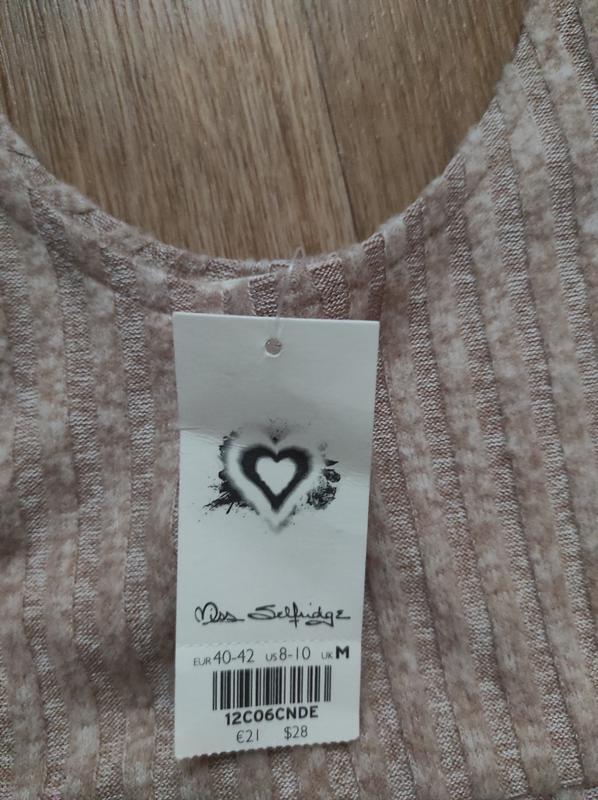 Miss Selfridge
EUR 40-42 US 8-10 UK M
12C06CNDE
€21 $28